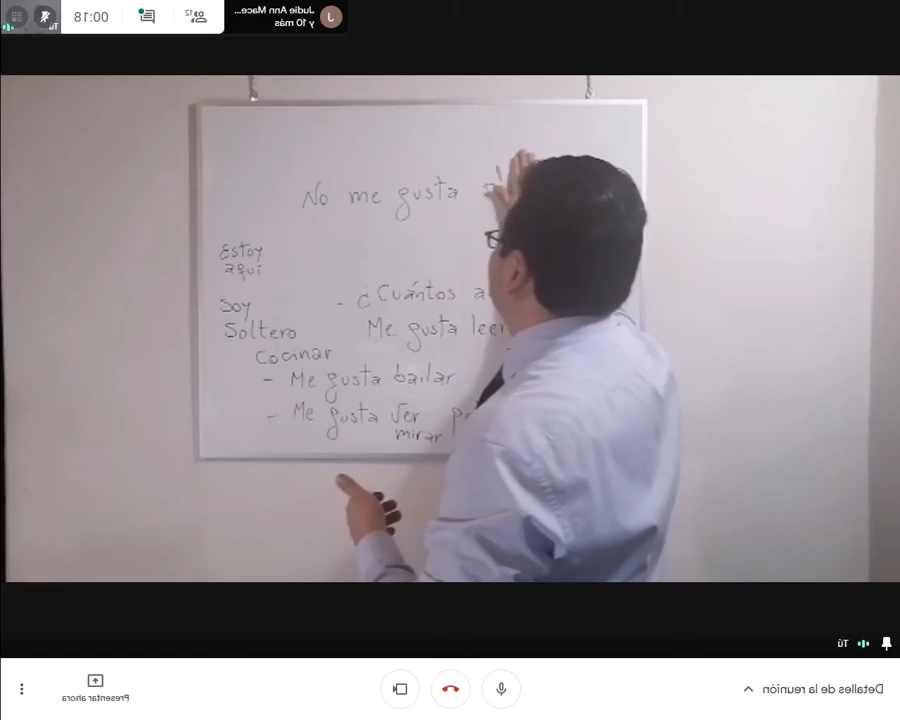 Tú
12
00:18
Judie Ann Mace...
y 10 más
No me gusta
Estoy
aquí
Soy
Soltero
- ¿Cuántos a
Me gusta leer
Cocinar
- Me gusta bailar.
- Me gusta ver
mirar
Tú
Presentar ahora
Detalles de la reunión